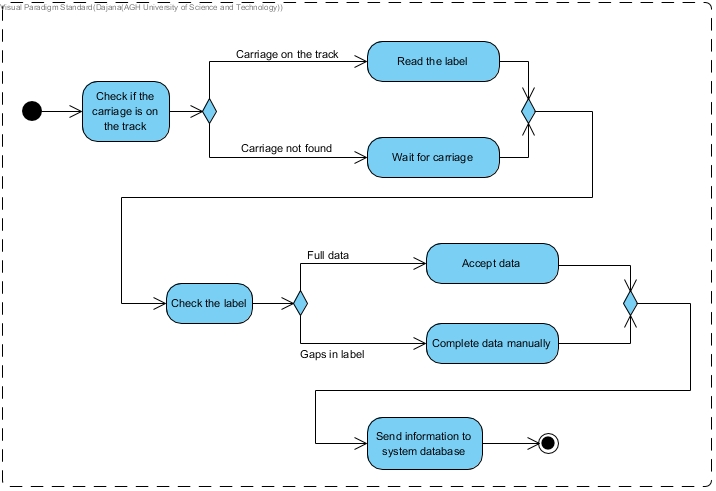 Visual Paradigm Standard(Dajana(AGH University of Science and Technology))
Carriage on the track
Read the label
Check if the
carriage is on
the track
Carriage not found
Wait for carriage
Full data
Accept data
Check the label
Gaps in label
Complete data manually
Send information to
system database